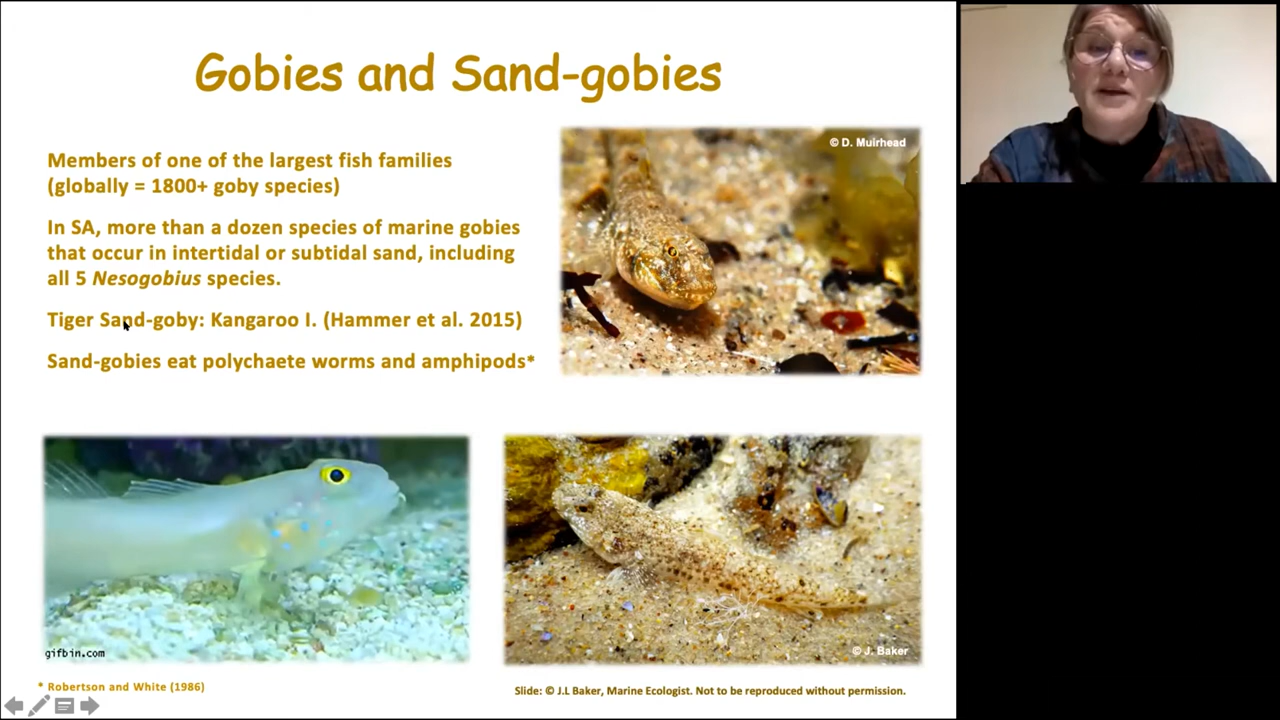 Gobies and Sand-gobies
Members of one of the largest fish families
(globally = 1800+ goby species)
In SA, more than a dozen species of marine gobies
that occur in intertidal or subtidal sand, including
all 5 Nesogobius species.
Tiger Sand-goby: Kangaroo I. (Hammer et al. 2015)
Sand-gobies eat polychaete worms and amphipods*
© D. Muirhead
gifbin.com
© J. Baker
* Robertson and White (1986)
Slide: © J.L Baker, Marine Ecologist. Not to be reproduced without permission.